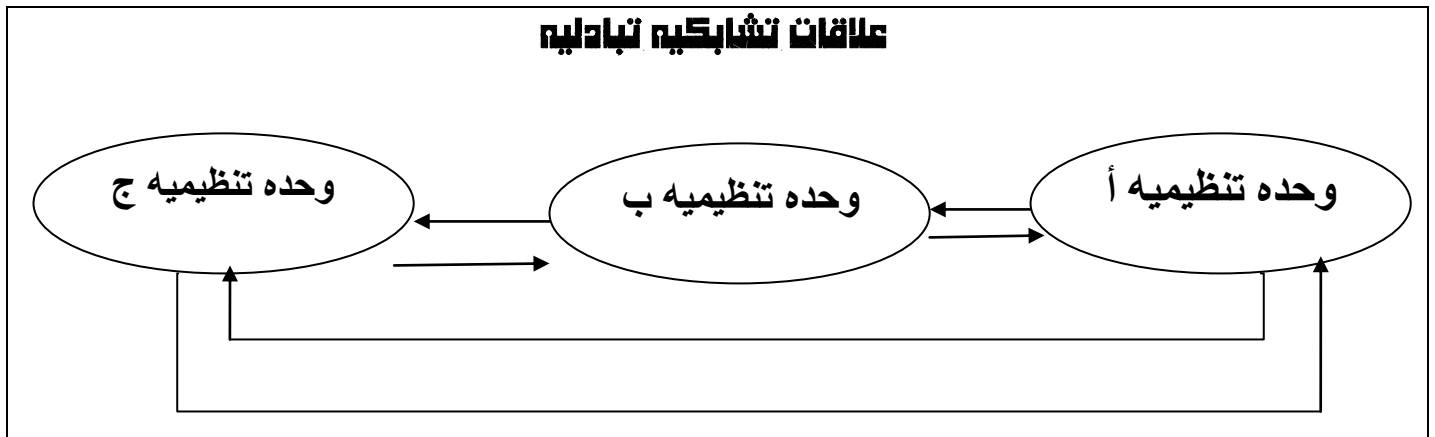 علاقات تشابكيه تبادليه
وحده تنظيميه أ
وحده تنظيميه ب
وحده تنظيميه ج